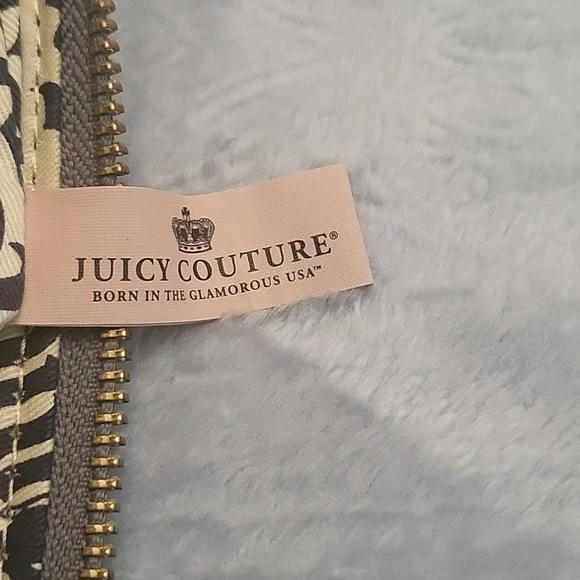 JUICY COUTURE®
BORN IN THE GLAMOROUS USA™